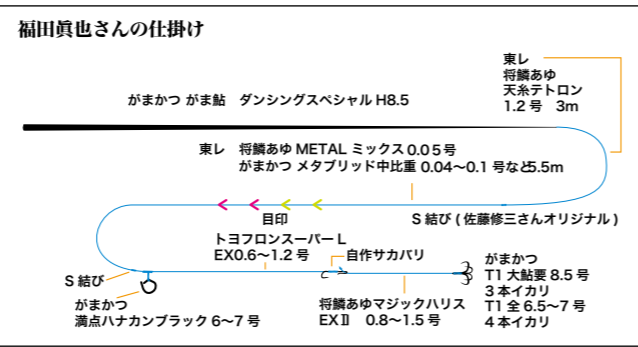 福田眞也さんの仕掛け
東レ
将鱗あゆ
天糸テトロン
1.2号 3m
がまかつ がま鮎 ダンシングスペシャルH8.5
東レ 将鱗あゆ METAL ミックス 0.05号
がまかつ メタブリッド中比重 0.04〜0.1号など5.5m
目印
S結び(佐藤修三さんオリジナル)
トヨフロンスーパーL
EX0.6〜1.2号
自作サカバリ
S結び
がまかつ
満点ハナカンブラック 6〜7号
将鱗あゆマジックハリス
EXⅡ 0.8〜1.5号
がまかつ
T1 大鮎要 8.5号
3本イカリ
T1 全 6.5〜7号
4本イカリ